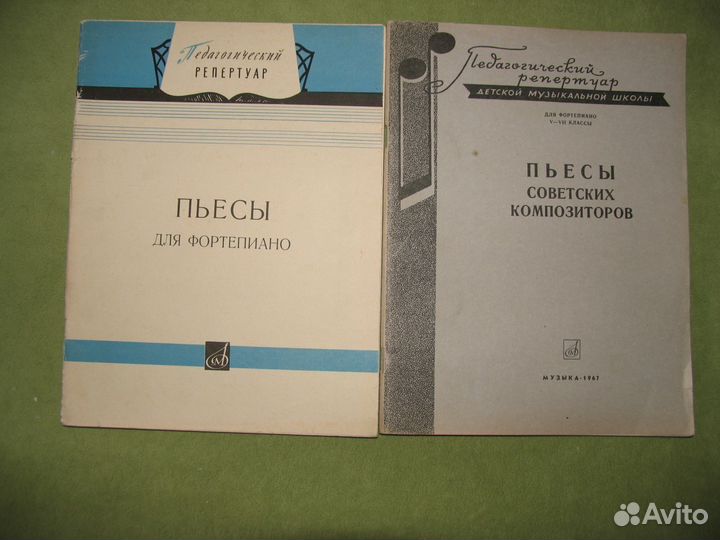 Педагогический
РЕПЕРТУАР
ПЬЕСЫ
ДЛЯ ФОРТЕПИАНО
Педагогический
репертуар
ДЕТСКОЙ МУЗЫКАЛЬНОЙ ШКОЛЫ
ДЛЯ ФОРТЕПИАНО
V—VII КЛАССЫ
ПЬЕСЫ
СОВЕТСКИХ
КОМПОЗИТОРОВ
МУЗЫКА · 1967
Avito